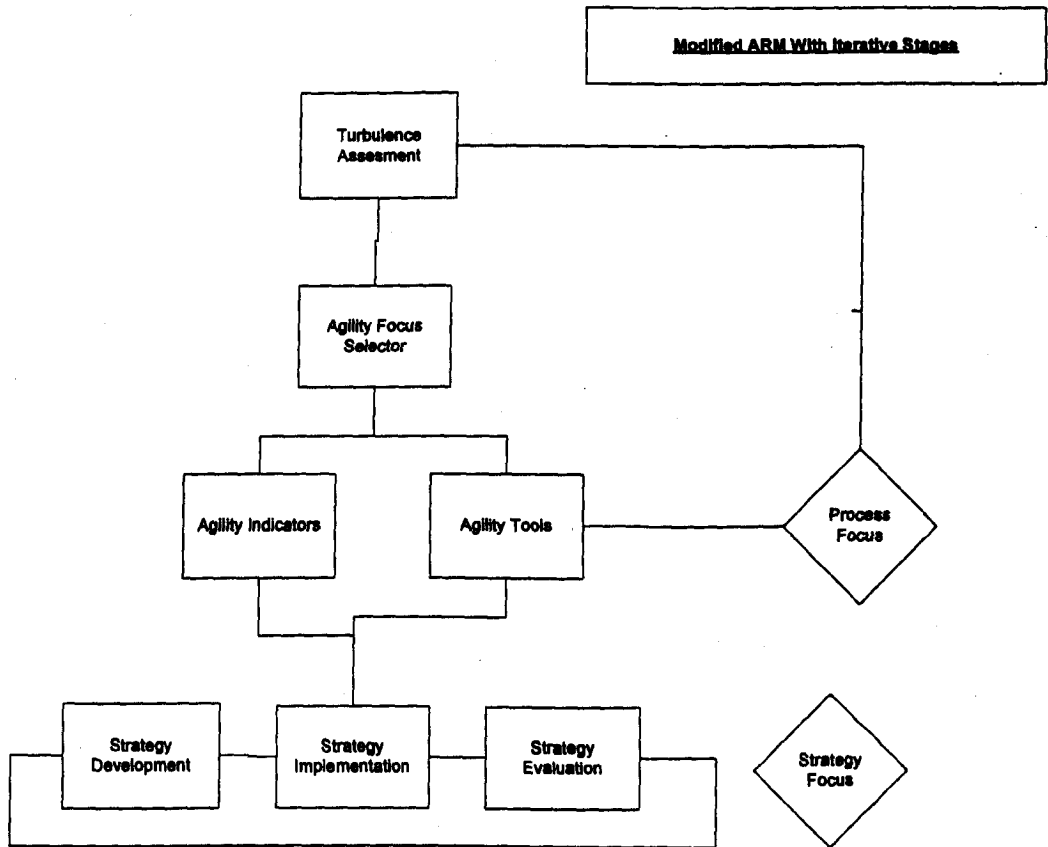 Modified ARM With Iterative Stages
Turbulence
Assesment
Agility Focus
Selector
Agility Indicators
Agility Tools
Process
Focus
Strategy
Development
Strategy
Implementation
Strategy
Evaluation
Strategy
Focus